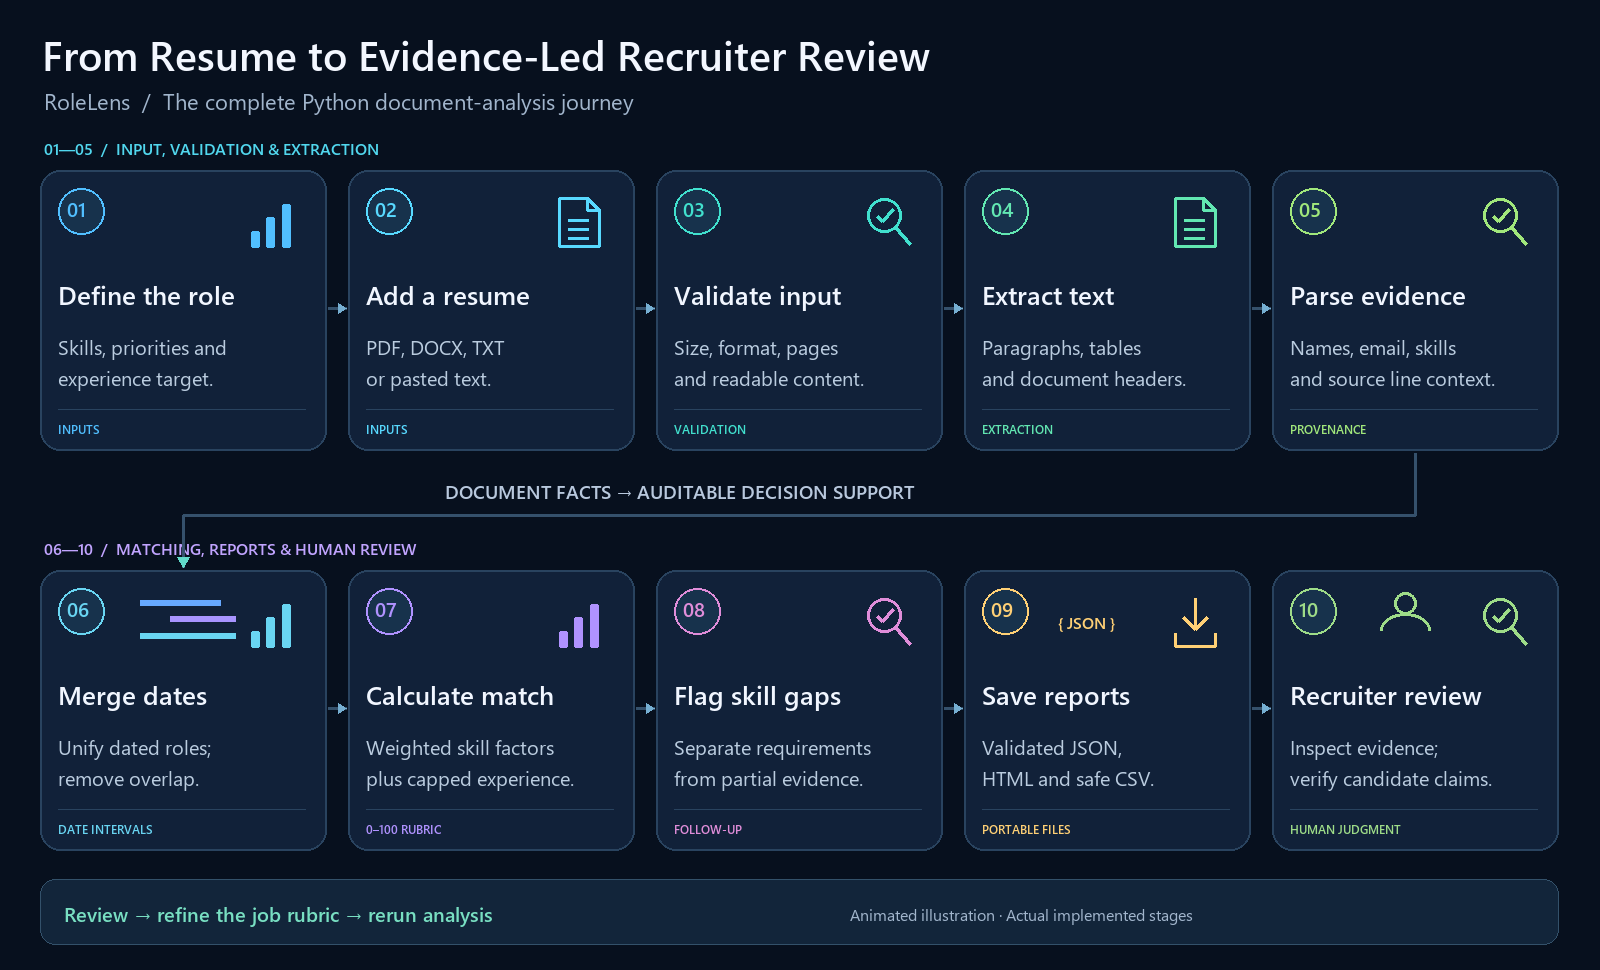 From Resume to Evidence-Led Recruiter Review
RoleLens / The complete Python document-analysis journey
01—05 / INPUT, VALIDATION & EXTRACTION
01
Define the role
Skills, priorities and
experience target.
INPUTS
02
Add a resume
PDF, DOCX, TXT
or pasted text.
INPUTS
03
Validate input
Size, format, pages
and readable content.
VALIDATION
04
Extract text
Paragraphs, tables
and document headers.
EXTRACTION
05
Parse evidence
Names, email, skills
and source line context.
PROVENANCE
DOCUMENT FACTS → AUDITABLE DECISION SUPPORT
06—10 / MATCHING, REPORTS & HUMAN REVIEW
06
Merge dates
Unify dated roles;
remove overlap.
DATE INTERVALS
07
Calculate match
Weighted skill factors
plus capped experience.
0–100 RUBRIC
08
Flag skill gaps
Separate requirements
from partial evidence.
FOLLOW-UP
09
{ JSON }
Save reports
Validated JSON,
HTML and safe CSV.
PORTABLE FILES
10
Recruiter review
Inspect evidence;
verify candidate claims.
HUMAN JUDGMENT
Review → refine the job rubric → rerun analysis
Animated illustration · Actual implemented stages